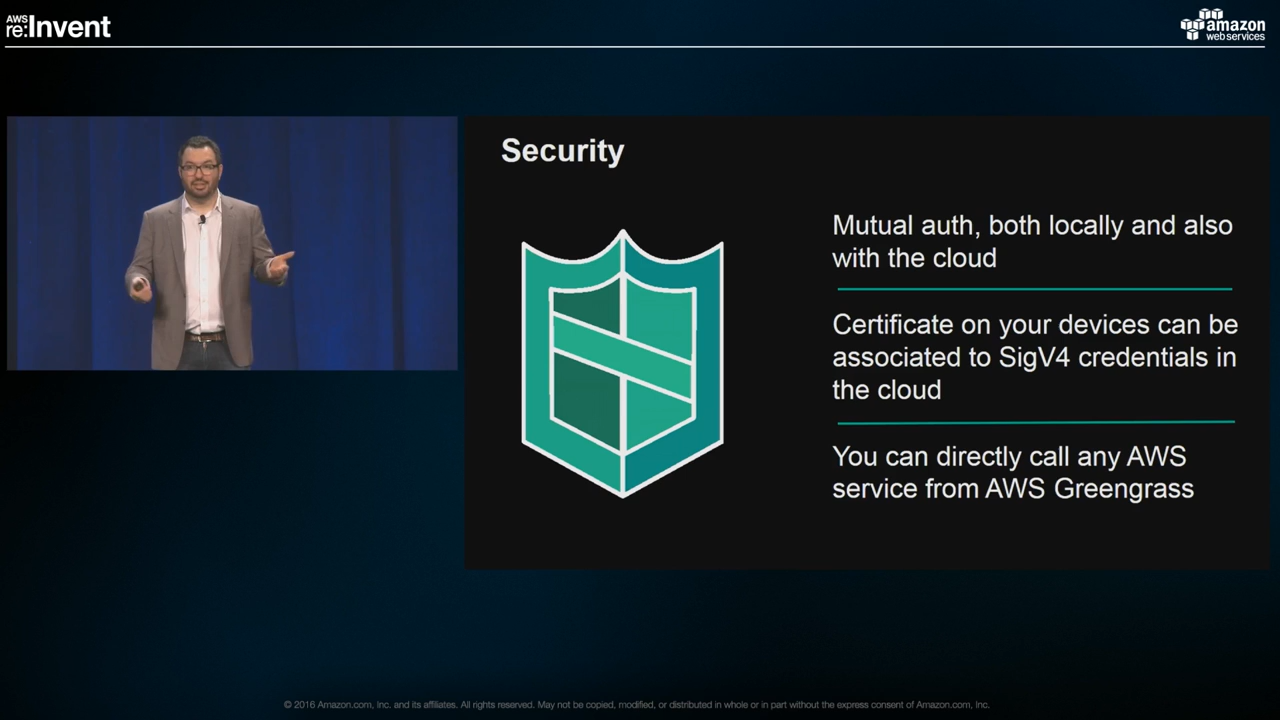 AWS
re:Invent
amazon
web services
Security
Mutual auth, both locally and also
with the cloud
Certificate on your devices can be
associated to SigV4 credentials in
the cloud
You can directly call any AWS
service from AWS Greengrass
© 2016 Amazon.com, Inc. and its affiliates. All rights reserved. May not be copied, modified, or distributed in whole or in part without the express consent of Amazon.com, Inc.